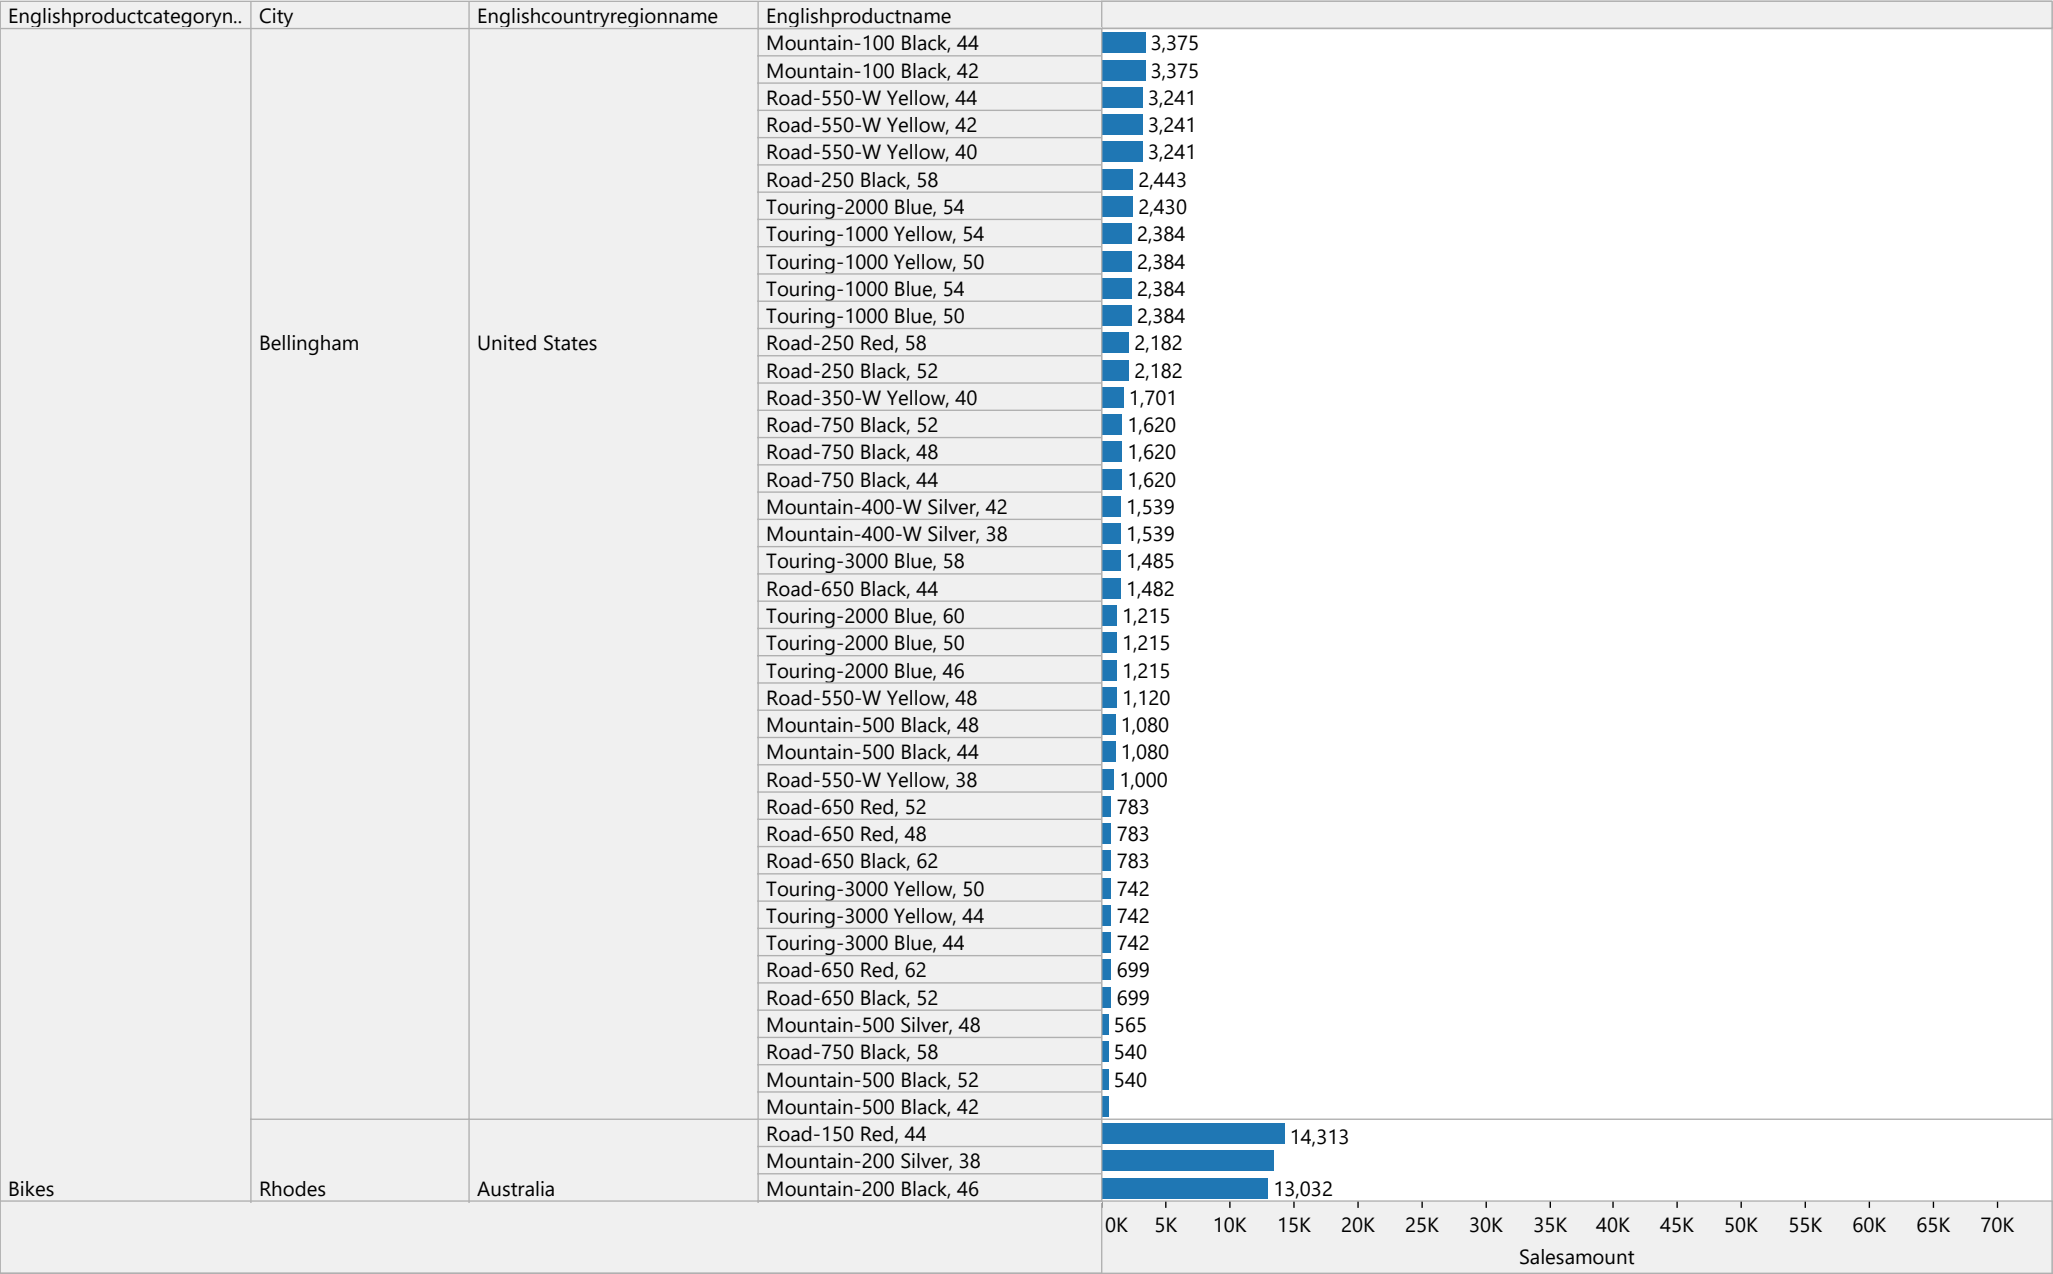 Englishproductcategoryn.. City Englishcountryregionname Englishproductname
Mountain-100 Black, 44 3,375
Mountain-100 Black, 42 3,375
Road-550-W Yellow, 44 3,241
Road-550-W Yellow, 42 3,241
Road-550-W Yellow, 40 3,241
Road-250 Black, 58 2,443
Touring-2000 Blue, 54 2,430
Touring-1000 Yellow, 54 2,384
Touring-1000 Yellow, 50 2,384
Touring-1000 Blue, 54 2,384
Touring-1000 Blue, 50 2,384
Bellingham United States Road-250 Red, 58 2,182
Road-250 Black, 52 2,182
Road-350-W Yellow, 40 1,701
Road-750 Black, 52 1,620
Road-750 Black, 48 1,620
Road-750 Black, 44 1,620
Mountain-400-W Silver, 42 1,539
Mountain-400-W Silver, 38 1,539
Touring-3000 Blue, 58 1,485
Road-650 Black, 44 1,482
Touring-2000 Blue, 60 1,215
Touring-2000 Blue, 50 1,215
Touring-2000 Blue, 46 1,215
Road-550-W Yellow, 48 1,120
Mountain-500 Black, 48 1,080
Mountain-500 Black, 44 1,080
Road-550-W Yellow, 38 1,000
Road-650 Red, 52 783
Road-650 Red, 48 783
Road-650 Black, 62 783
Touring-3000 Yellow, 50 742
Touring-3000 Yellow, 44 742
Touring-3000 Blue, 44 742
Road-650 Red, 62 699
Road-650 Black, 52 699
Mountain-500 Silver, 48 565
Road-750 Black, 58 540
Mountain-500 Black, 52 540
Mountain-500 Black, 42
Road-150 Red, 44 14,313
Mountain-200 Silver, 38
Bikes Rhodes Australia Mountain-200 Black, 46 13,032
0K 5K 10K 15K 20K 25K 30K 35K 40K 45K 50K 55K 60K 65K 70K
Salesamount